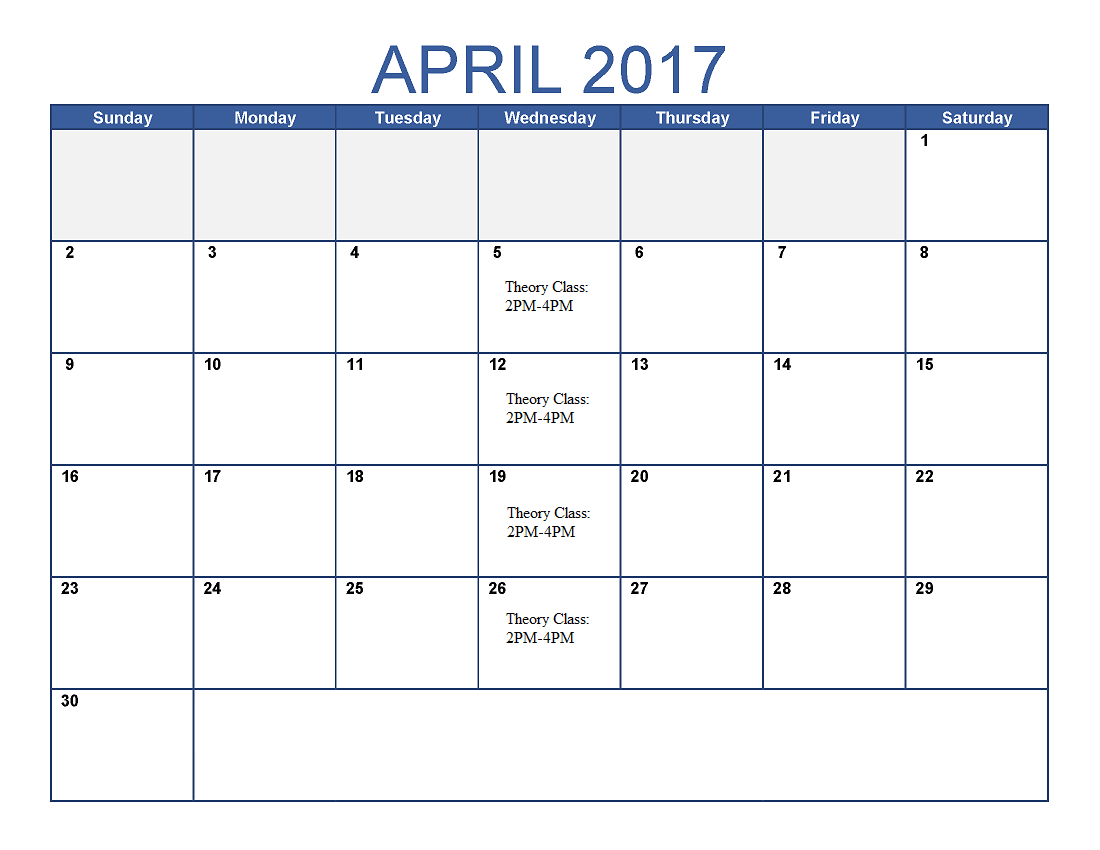 APRIL 2017
Sunday Monday Tuesday Wednesday Thursday Friday Saturday
1
2 3 4 5 6 7 8
Theory Class:
2PM-4PM
9 10 11 12 13 14 15
Theory Class:
2PM-4PM
16 17 18 19 20 21 22
Theory Class:
2PM-4PM
23 24 25 26 27 28 29
Theory Class:
2PM-4PM
30